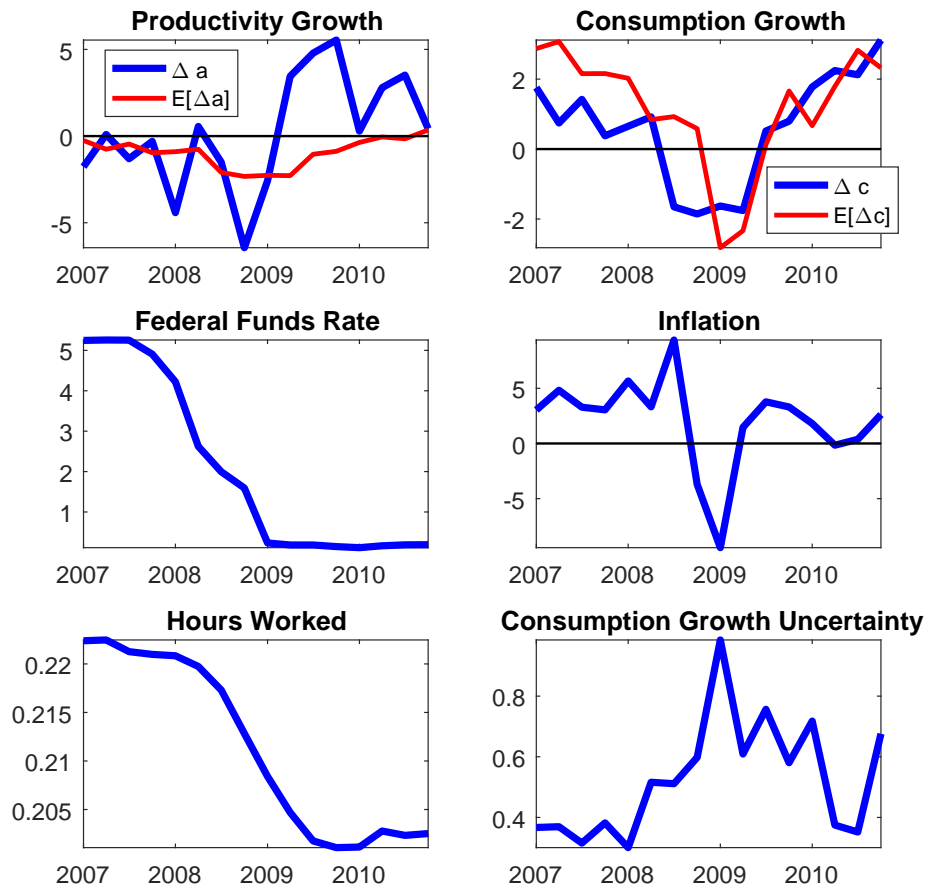 Productivity Growth
5
0
-5
Δ a
E[Δa]
2007 2008 2009 2010
Consumption Growth
2
0
-2
Δ c
E[Δc]
2007 2008 2009 2010
Federal Funds Rate
5
4
3
2
1
2007 2008 2009 2010
Inflation
5
0
-5
2007 2008 2009 2010
Hours Worked
0.22
0.215
0.21
0.205
2007 2008 2009 2010
Consumption Growth Uncertainty
0.8
0.6
0.4
2007 2008 2009 2010